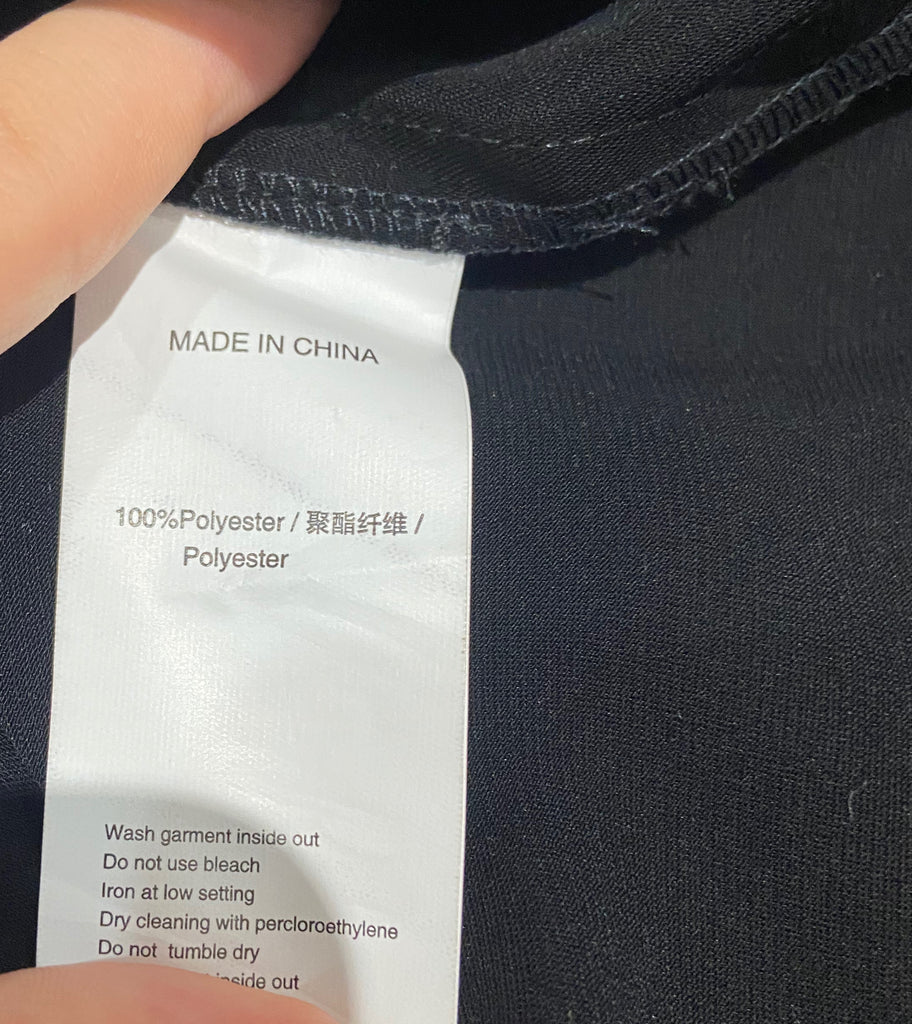 MADE IN CHINA
100%Polyester / 聚酯纤维 /
Polyester
Wash garment inside out
Do not use bleach
Iron at low setting
Dry cleaning with percloroethylene
Do not tumble dry
inside out